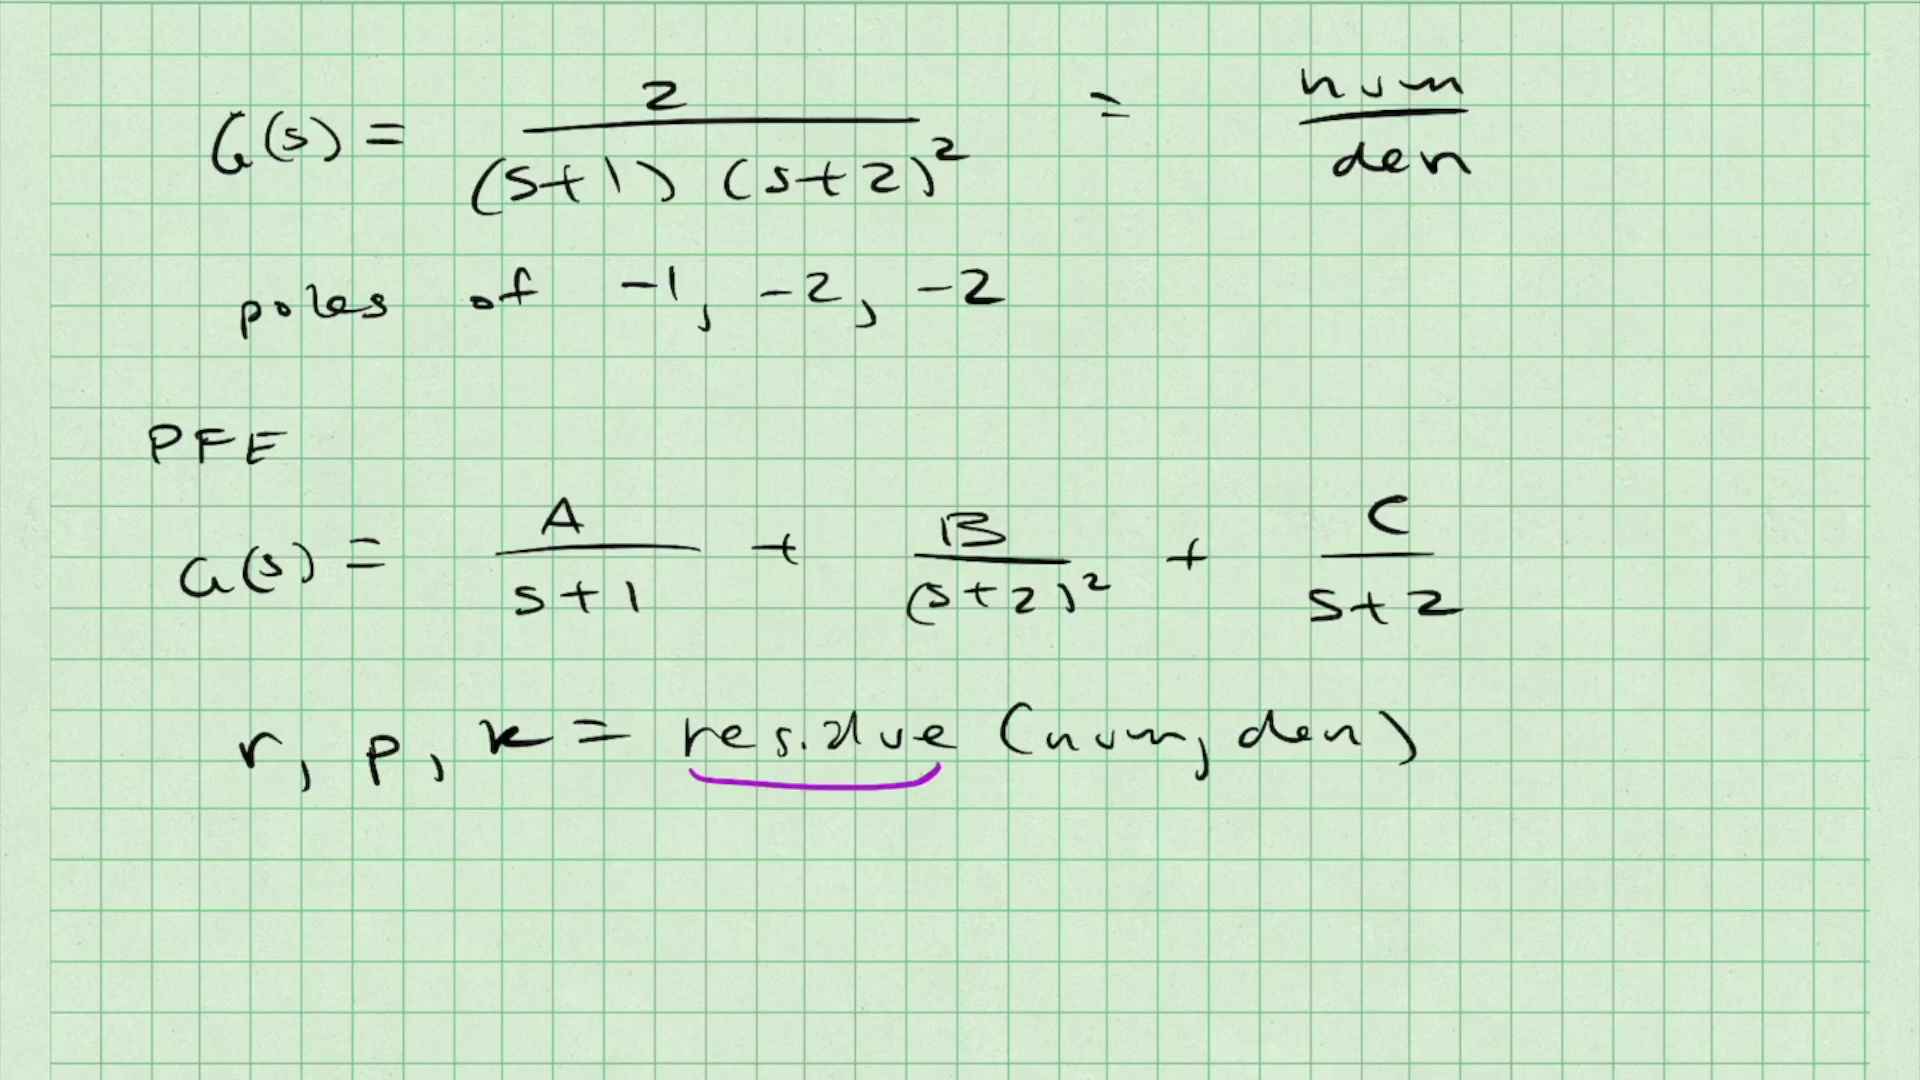 G(s) = 2 / (s+1) (s+2)² = num / den
poles of -1, -2, -2
PFE
G(s) = A / s+1 + B / (s+2)² + C / s+2
r, p, k = residue (num, den)